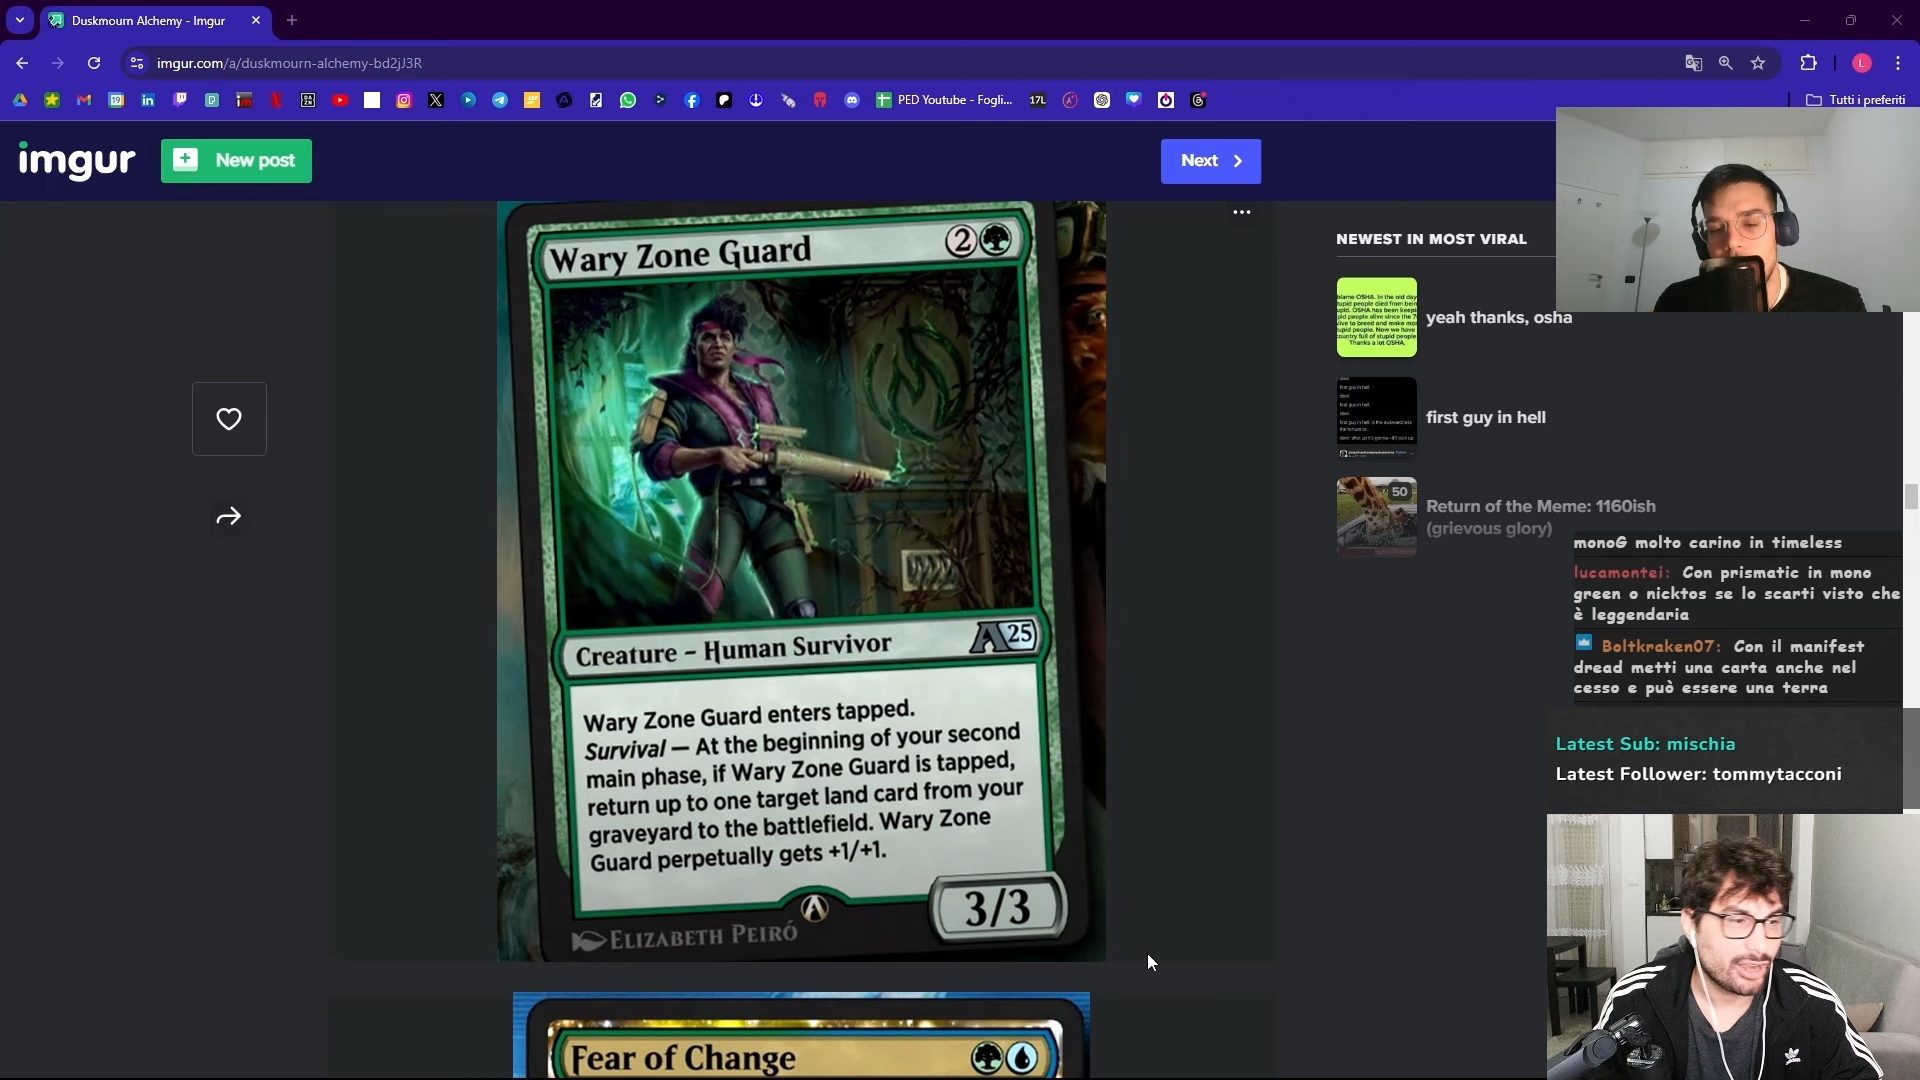 Duskmourn Alchemy - Imgur
imgur.com/a/duskmourn-alchemy-bd2jJ3R
L
19
PED Youtube - Fogli...
17L
Tutti i preferiti
imgur
New post
Next
Wary Zone Guard
2
Creature – Human Survivor
A25
Wary Zone Guard enters tapped.
Survival — At the beginning of your second
main phase, if Wary Zone Guard is tapped,
return up to one target land card from your
graveyard to the battlefield. Wary Zone
Guard perpetually gets +1/+1.
3/3
ELIZABETH PEIRÓ
Fear of Change
NEWEST IN MOST VIRAL
yeah thanks, osha
first guy in hell
50
Return of the Meme: 1160ish
(grievous glory)
monoG molto carino in timeless
lucamontei: Con prismatic in mono
green o nicktos se lo scarti visto che
è leggendaria
Boltkraken07: Con il manifest
dread metti una carta anche nel
cesso e può essere una terra
Latest Sub: mischia
Latest Follower: tommytacconi